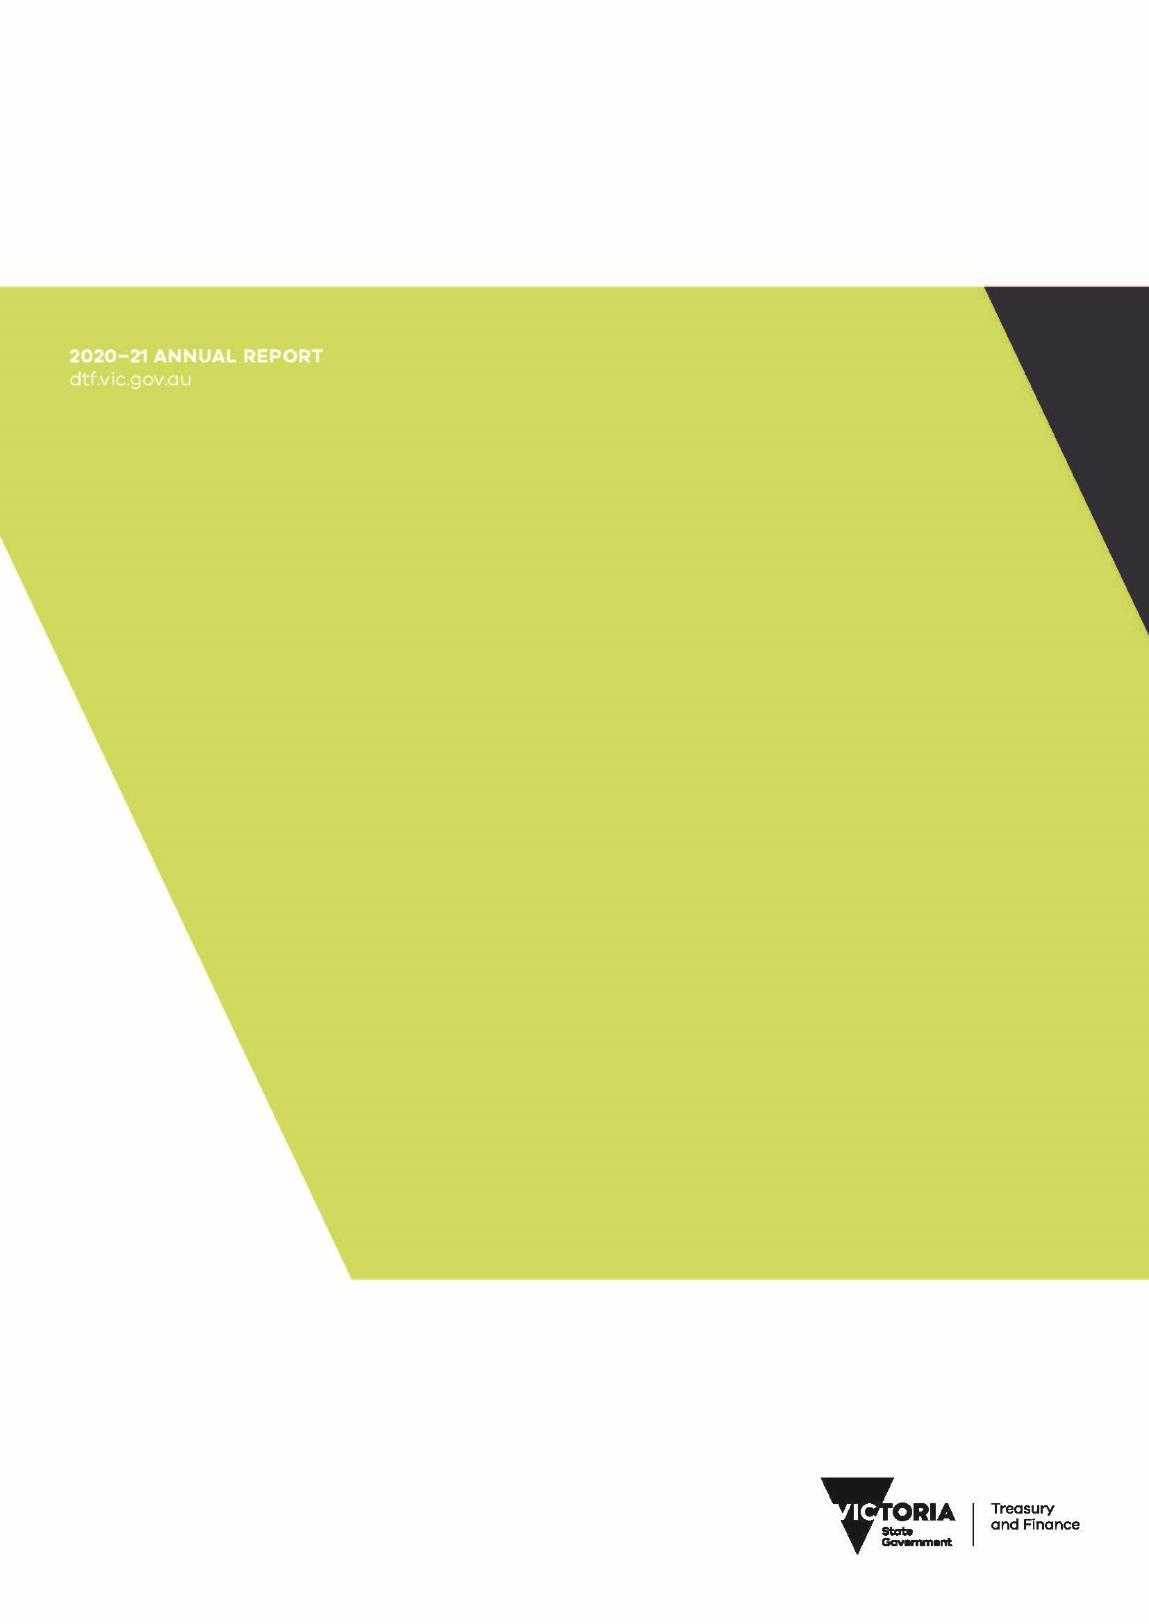 2020–21 ANNUAL REPORT
dtf.vic.gov.au
VICTORIA
State
Government
Treasury
and Finance